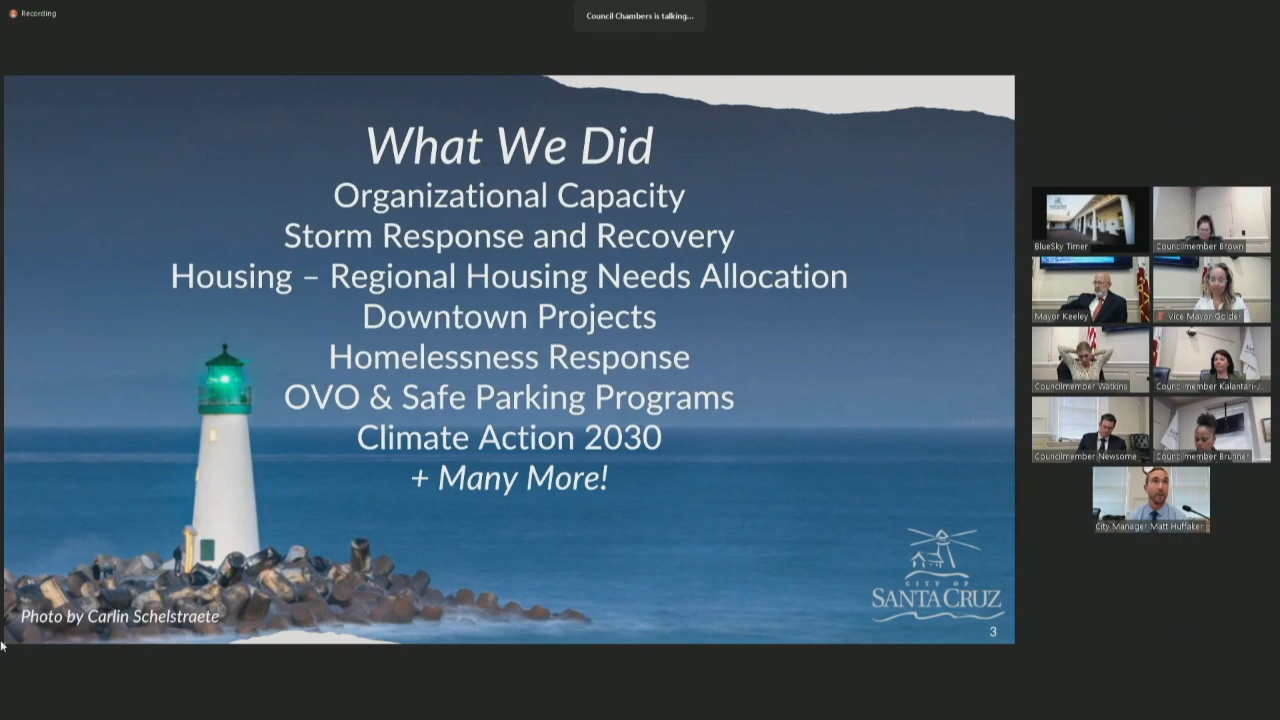 Recording
Council Chambers is talking...
What We Did
Organizational Capacity
Storm Response and Recovery
Housing – Regional Housing Needs Allocation
Downtown Projects
Homelessness Response
OVO & Safe Parking Programs
Climate Action 2030
+ Many More!
Photo by Carlin Schelstraete
CITY OF
SANTA CRUZ
3
BlueSky Timer
Councilmember Brown
Mayor Keeley
Vice Mayor Golder
Councilmember Watkins
Councilmember Kalantari-...
Councilmember Newsome
Councilmember Brunner
City Manager Matt Huffaker